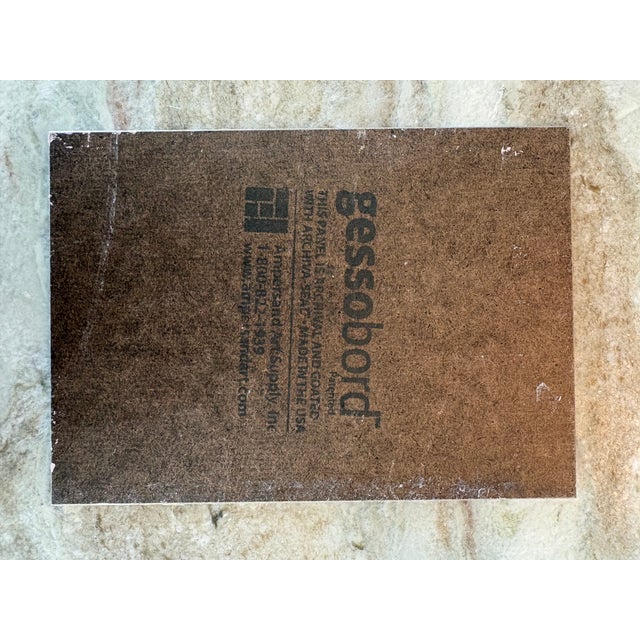 gessobord
Patented
THIS PANEL IS ARCHIVAL AND COATED
WITH ARCHIVA-SEAL MADE IN THE USA
Ampersand Art Supply, Inc
1-800-822-1939
www.ampersandart.com